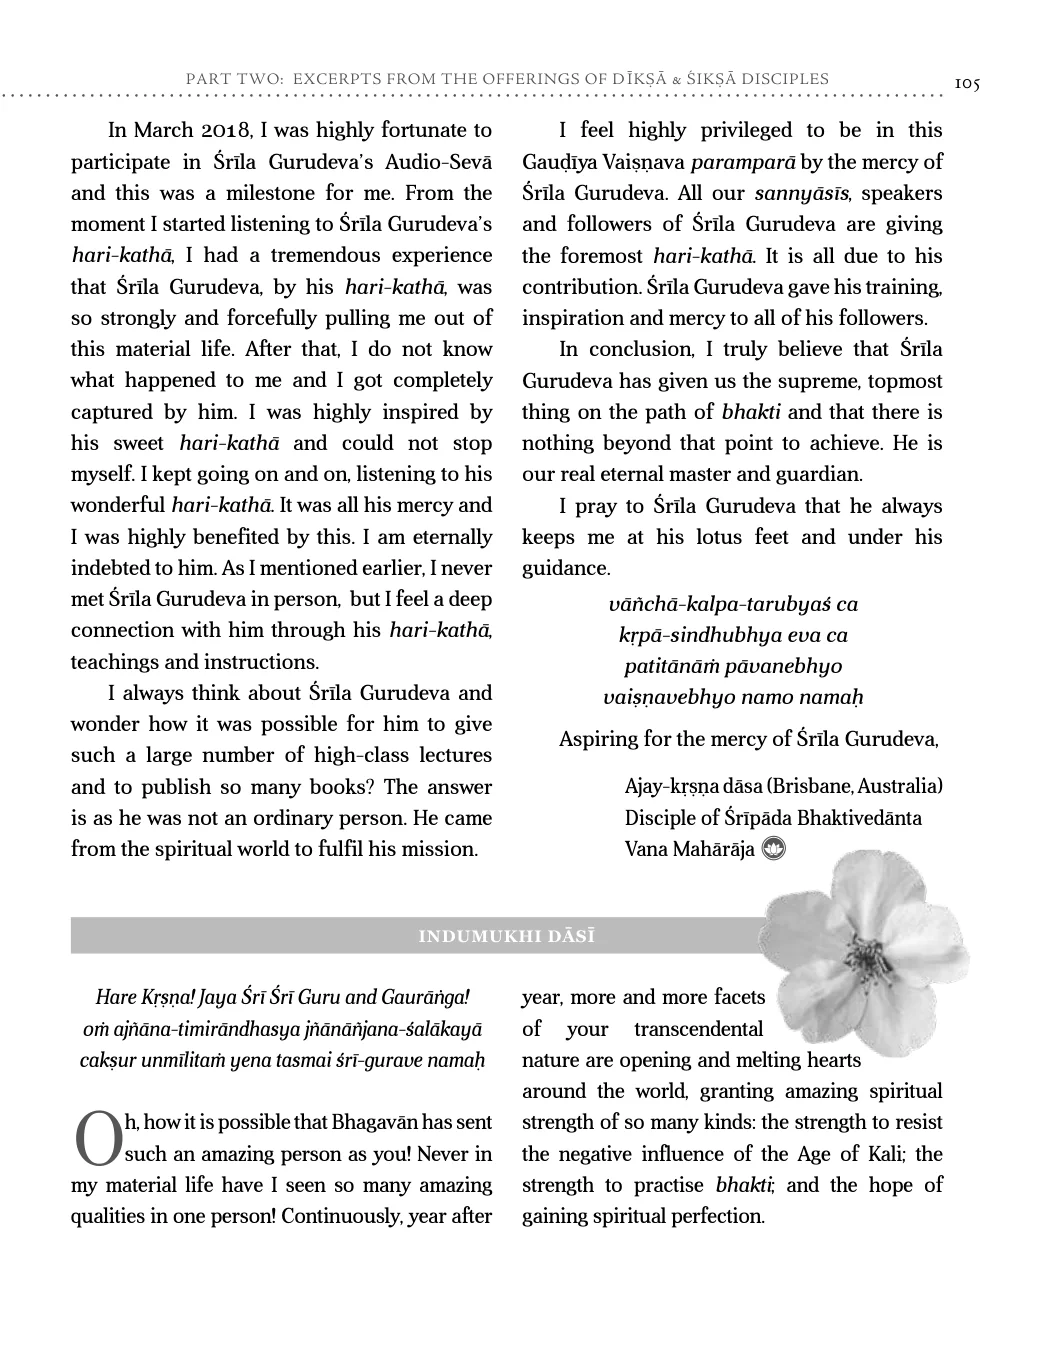 PART TWO: EXCERPTS FROM THE OFFERINGS OF DĪKṢĀ & ŚIKṢĀ DISCIPLES
105
In March 2018, I was highly fortunate to
participate in Śrīla Gurudeva’s Audio-Sevā
and this was a milestone for me. From the
moment I started listening to Śrīla Gurudeva’s
hari-kathā, I had a tremendous experience
that Śrīla Gurudeva, by his hari-kathā, was
so strongly and forcefully pulling me out of
this material life. After that, I do not know
what happened to me and I got completely
captured by him. I was highly inspired by
his sweet hari-kathā and could not stop
myself. I kept going on and on, listening to his
wonderful hari-kathā. It was all his mercy and
I was highly benefited by this. I am eternally
indebted to him. As I mentioned earlier, I never
met Śrīla Gurudeva in person, but I feel a deep
connection with him through his hari-kathā,
teachings and instructions.
I always think about Śrīla Gurudeva and
wonder how it was possible for him to give
such a large number of high-class lectures
and to publish so many books? The answer
is as he was not an ordinary person. He came
from the spiritual world to fulfil his mission.
I feel highly privileged to be in this
Gauḍīya Vaiṣṇava paramparā by the mercy of
Śrīla Gurudeva. All our sannyāsīs, speakers
and followers of Śrīla Gurudeva are giving
the foremost hari-kathā. It is all due to his
contribution. Śrīla Gurudeva gave his training,
inspiration and mercy to all of his followers.
In conclusion, I truly believe that Śrīla
Gurudeva has given us the supreme, topmost
thing on the path of bhakti and that there is
nothing beyond that point to achieve. He is
our real eternal master and guardian.
I pray to Śrīla Gurudeva that he always
keeps me at his lotus feet and under his
guidance.
vāñchā-kalpa-tarubyaś ca
kṛpā-sindhubhya eva ca
patitānāṁ pāvanebhyo
vaiṣṇavebhyo namo namaḥ
Aspiring for the mercy of Śrīla Gurudeva,
Ajay-kṛṣṇa dāsa (Brisbane, Australia)
Disciple of Śrīpāda Bhaktivedānta
Vana Mahārāja
INDUMUKHI DĀSĪ
Hare Kṛṣṇa! Jaya Śrī Śrī Guru and Gaurāṅga!
oṁ ajñāna-timirāndhasya jñānāñjana-śalākayā
cakṣur unmīlitaṁ yena tasmai śrī-gurave namaḥ
Oh, how it is possible that Bhagavān has sent
such an amazing person as you! Never in
my material life have I seen so many amazing
qualities in one person! Continuously, year after
year, more and more facets
of your transcendental
nature are opening and melting hearts
around the world, granting amazing spiritual
strength of so many kinds: the strength to resist
the negative influence of the Age of Kali; the
strength to practise bhakti; and the hope of
gaining spiritual perfection.